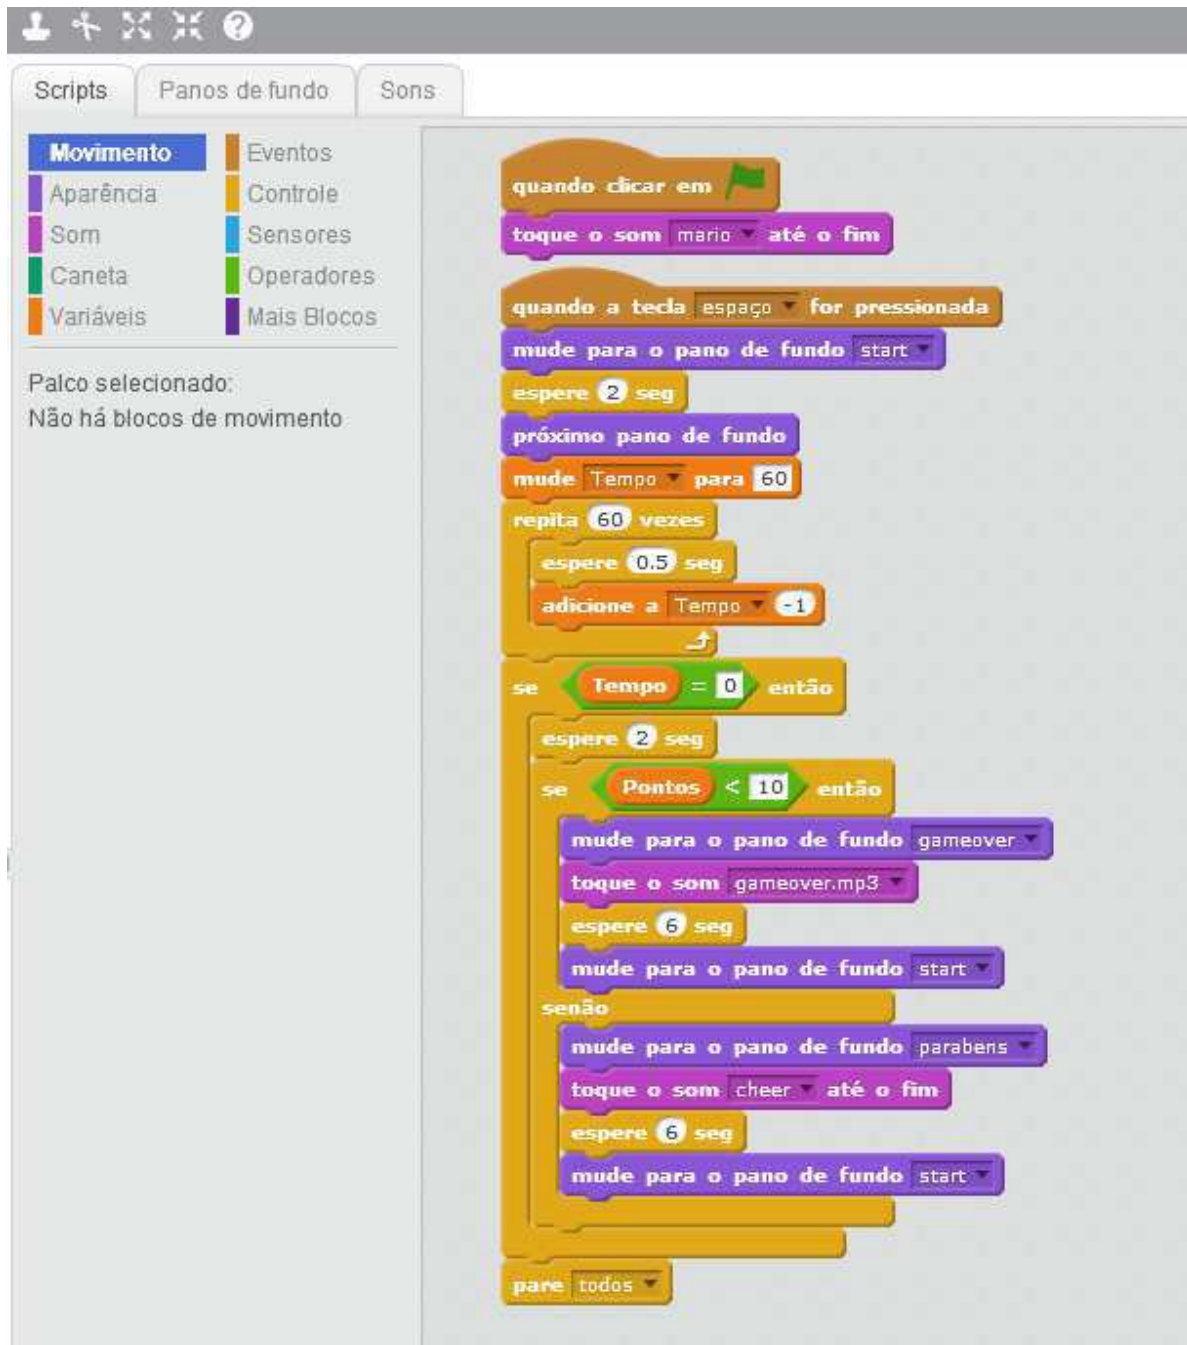 Scripts Panos de fundo Sons
Movimento Eventos
Aparência Controle
Som Sensores
Caneta Operadores
Variáveis Mais Blocos
Palco selecionado:
Não há blocos de movimento
quando clicar em
toque o som mario até o fim
quando a tecla espaço for pressionada
mude para o pano de fundo start
espere 2 seg
próximo pano de fundo
mude Tempo para 60
repita 60 vezes
espere 0.5 seg
adicione a Tempo -1
se Tempo = 0 então
espere 2 seg
se Pontos < 10 então
mude para o pano de fundo gameover
toque o som gameover.mp3
espere 6 seg
mude para o pano de fundo start
senão
mude para o pano de fundo parabens
toque o som cheer até o fim
espere 6 seg
mude para o pano de fundo start
pare todos